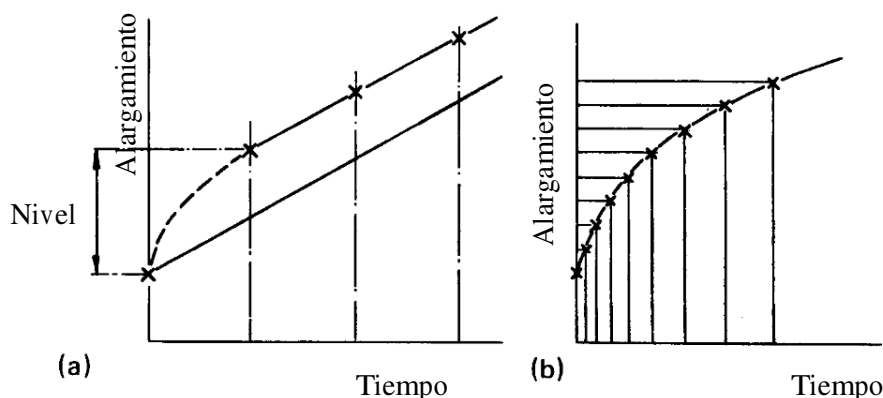 Alargamiento
Nivel
(a)
Tiempo
Alargamiento
(b)
Tiempo